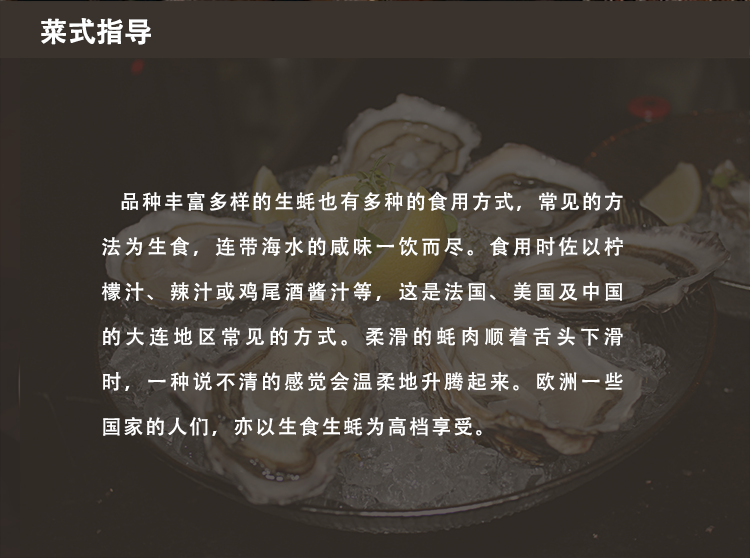 菜式指导
品种丰富多样的生蚝也有多种的食用方式，常见的方
法为生食，连带海水的咸味一饮而尽。食用时佐以柠
檬汁、辣汁或鸡尾酒酱汁等，这是法国、美国及中国
的大连地区常见的方式。柔滑的蚝肉顺着舌头下滑
时，一种说不清的感觉会温柔地升腾起来。欧洲一些
国家的人们，亦以生食生蚝为高档享受。